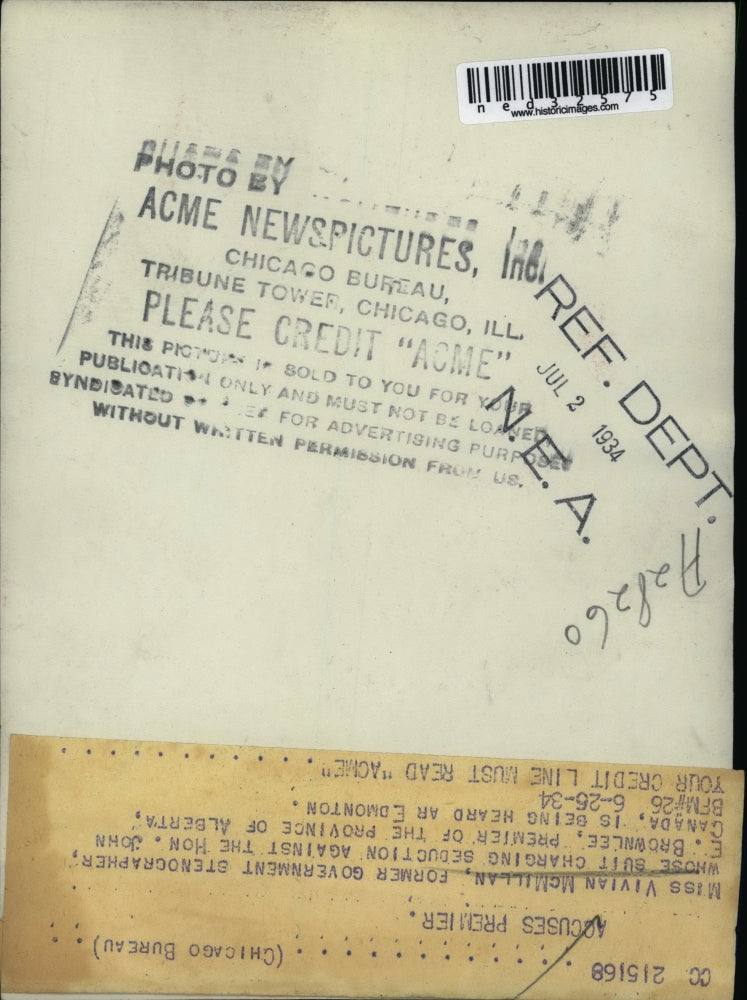 ned32575
www.historicimages.com
PHOTO BY
ACME NEWSPICTURES, Inc.
CHICAGO BUREAU,
TRIBUNE TOWER, CHICAGO, ILL.
PLEASE CREDIT "ACME"
THIS PICTURE IS SOLD TO YOU FOR YOUR
PUBLICATION ONLY AND MUST NOT BE LOANED
SYNDICATED FOR ADVERTISING PURPOSES
WITHOUT WRITTEN PERMISSION FROM US.
REF. DEPT.
JUL 2 1934
N. E. A.
CC 215168 . . . . . . . . . . . . (CHICAGO BUREAU)
ACCUSES PREMIER.
MISS VIVIAN MCMILLAN, FORMER GOVERNMENT STENOGRAPHER,
WHOSE SUIT CHARGING SEDUCTION AGAINST THE HON. JOHN
E. BROWNLEE, PREMIER OF THE PROVINCE OF ALBERTA,
CANADA, IS BEING HEARD AR EDMONTON.
BFM#26 6-25-34
YOUR CREDIT LINE MUST READ "ACME"